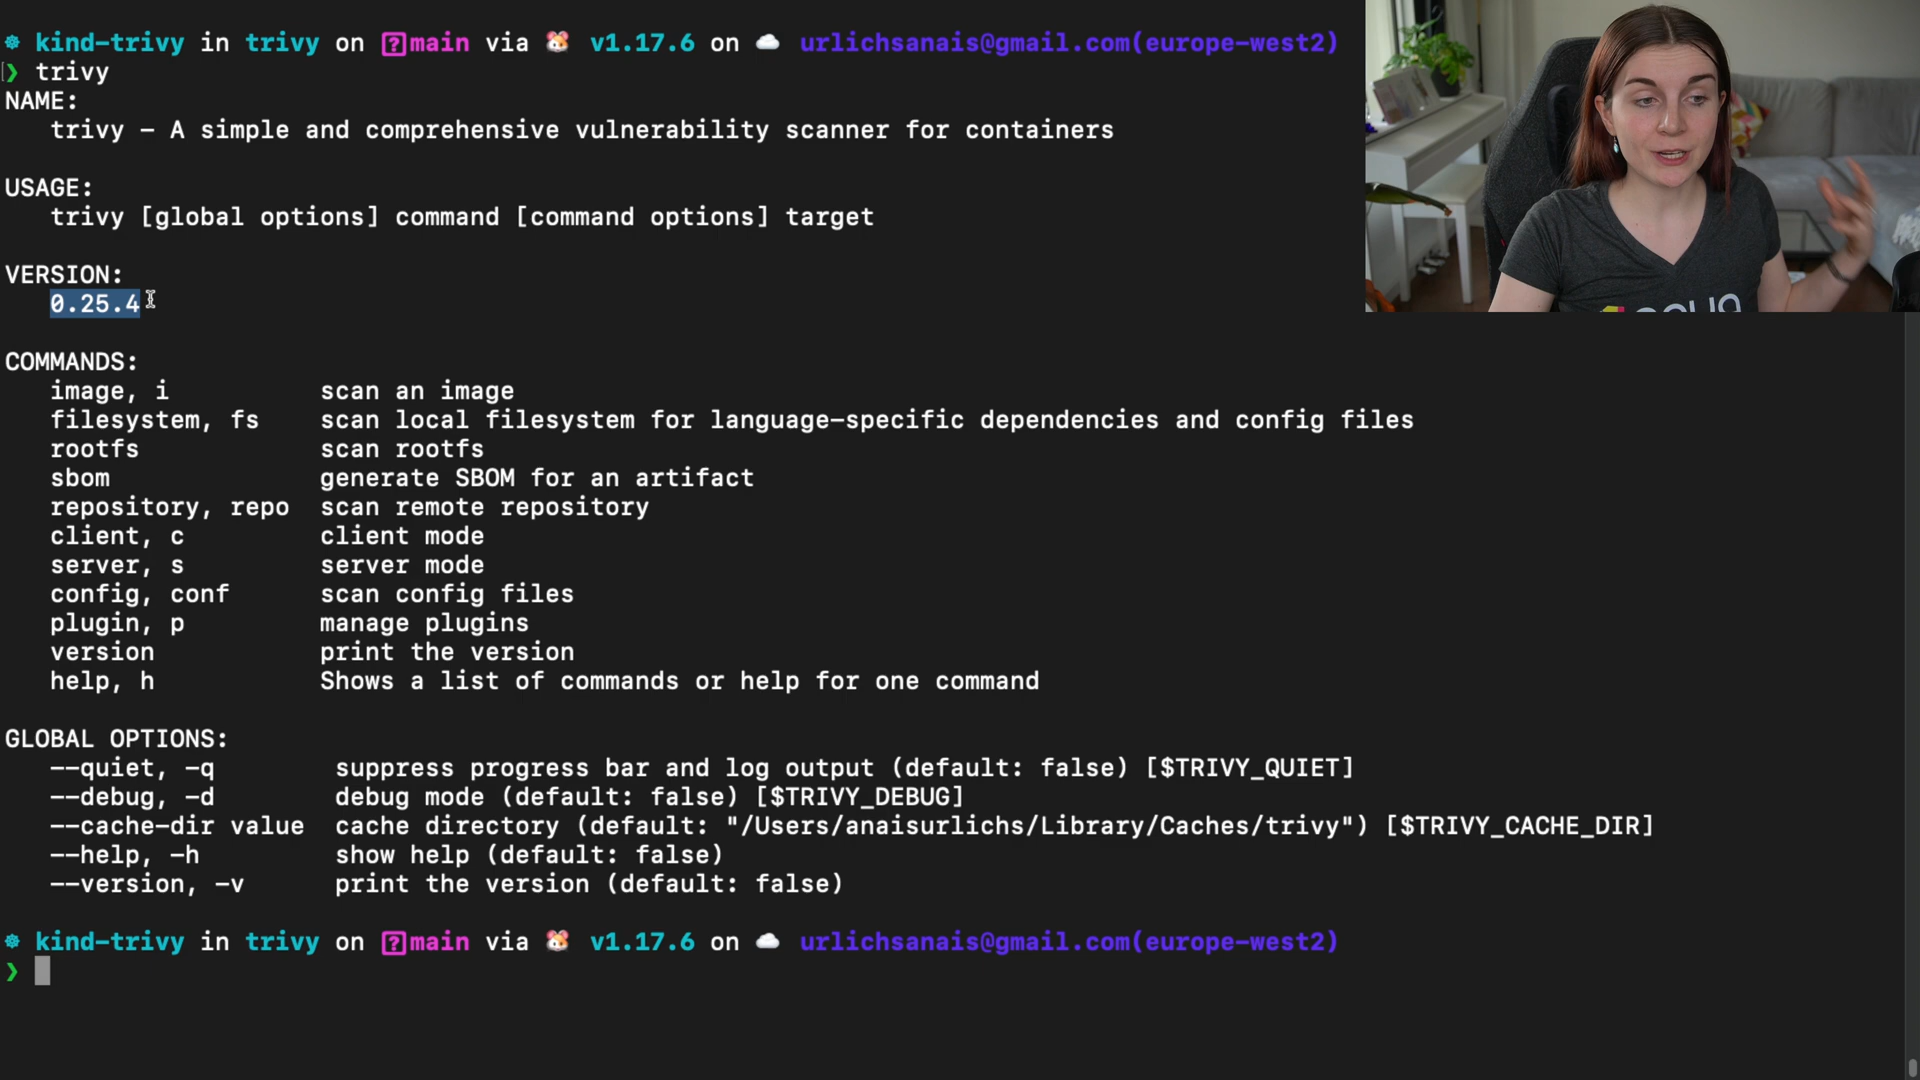 kind-trivy in trivy on [?]main via 🐹 v1.17.6 on ☁️ urlichsanais@gmail.com(europe-west2)
❯ trivy
NAME:
trivy – A simple and comprehensive vulnerability scanner for containers
USAGE:
trivy [global options] command [command options] target
VERSION:
0.25.4
COMMANDS:
image, i scan an image
filesystem, fs scan local filesystem for language-specific dependencies and config files
rootfs scan rootfs
sbom generate SBOM for an artifact
repository, repo scan remote repository
client, c client mode
server, s server mode
config, conf scan config files
plugin, p manage plugins
version print the version
help, h Shows a list of commands or help for one command
GLOBAL OPTIONS:
--quiet, -q suppress progress bar and log output (default: false) [$TRIVY_QUIET]
--debug, -d debug mode (default: false) [$TRIVY_DEBUG]
--cache-dir value cache directory (default: "/Users/anaisurlichs/Library/Caches/trivy") [$TRIVY_CACHE_DIR]
--help, -h show help (default: false)
--version, -v print the version (default: false)
kind-trivy in trivy on [?]main via 🐹 v1.17.6 on ☁️ urlichsanais@gmail.com(europe-west2)
❯